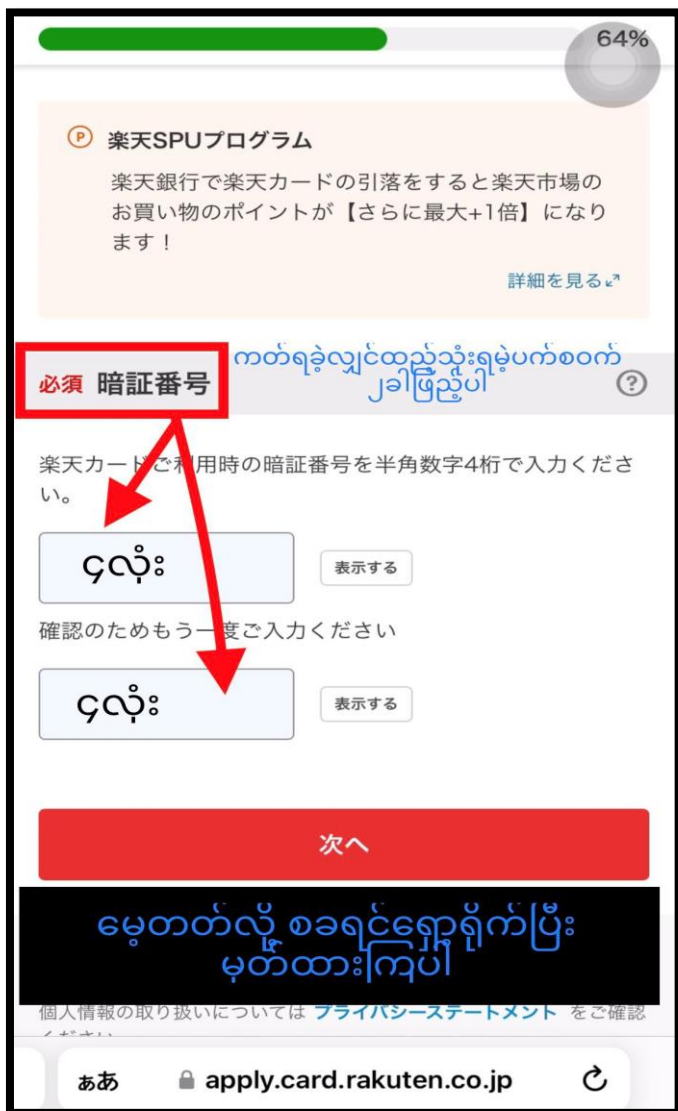 64%
楽天SPUプログラム
楽天銀行で楽天カードの引落をすると楽天市場の
お買い物のポイントが【さらに最大+1倍】になり
ます！
詳細を見る
ကတ်ရခဲ့လျှင်ထည့်သုံးရမဲ့ပက်စဝက်
၂ခါဖြည့်ပါ
必須 暗証番号
楽天カードご利用時の暗証番号を半角数字4桁で入力くださ
い。
၄လုံး 表示する
確認のためもう一度ご入力ください
၄လုံး 表示する
次へ
မေ့တတ်လို့ စခရင်ရှော့ရိုက်ပြီး
မှတ်ထားကြပါ
個人情報の取り扱いについては プライバシーステートメント をご確認
ぁあ apply.card.rakuten.co.jp